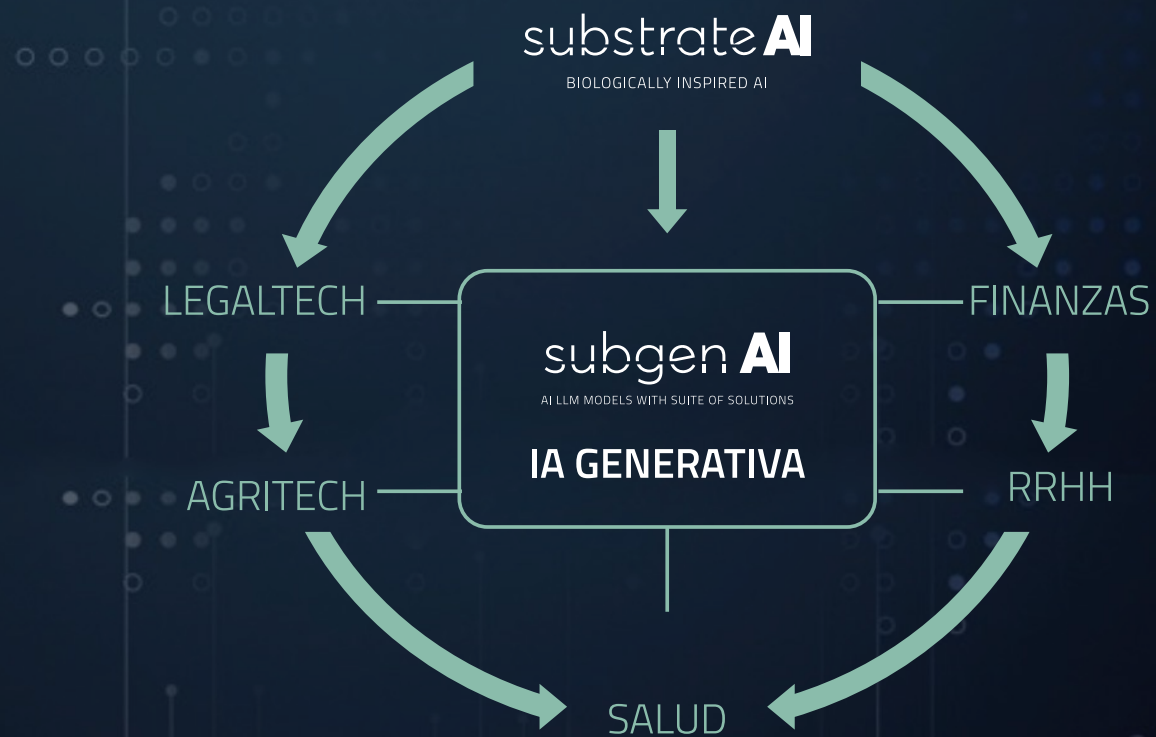 substrate AI
BIOLOGICALLY INSPIRED AI
LEGALTECH
FINANZAS
subgen AI
AI LLM MODELS WITH SUITE OF SOLUTIONS
IA GENERATIVA
AGRITECH
RRHH
SALUD